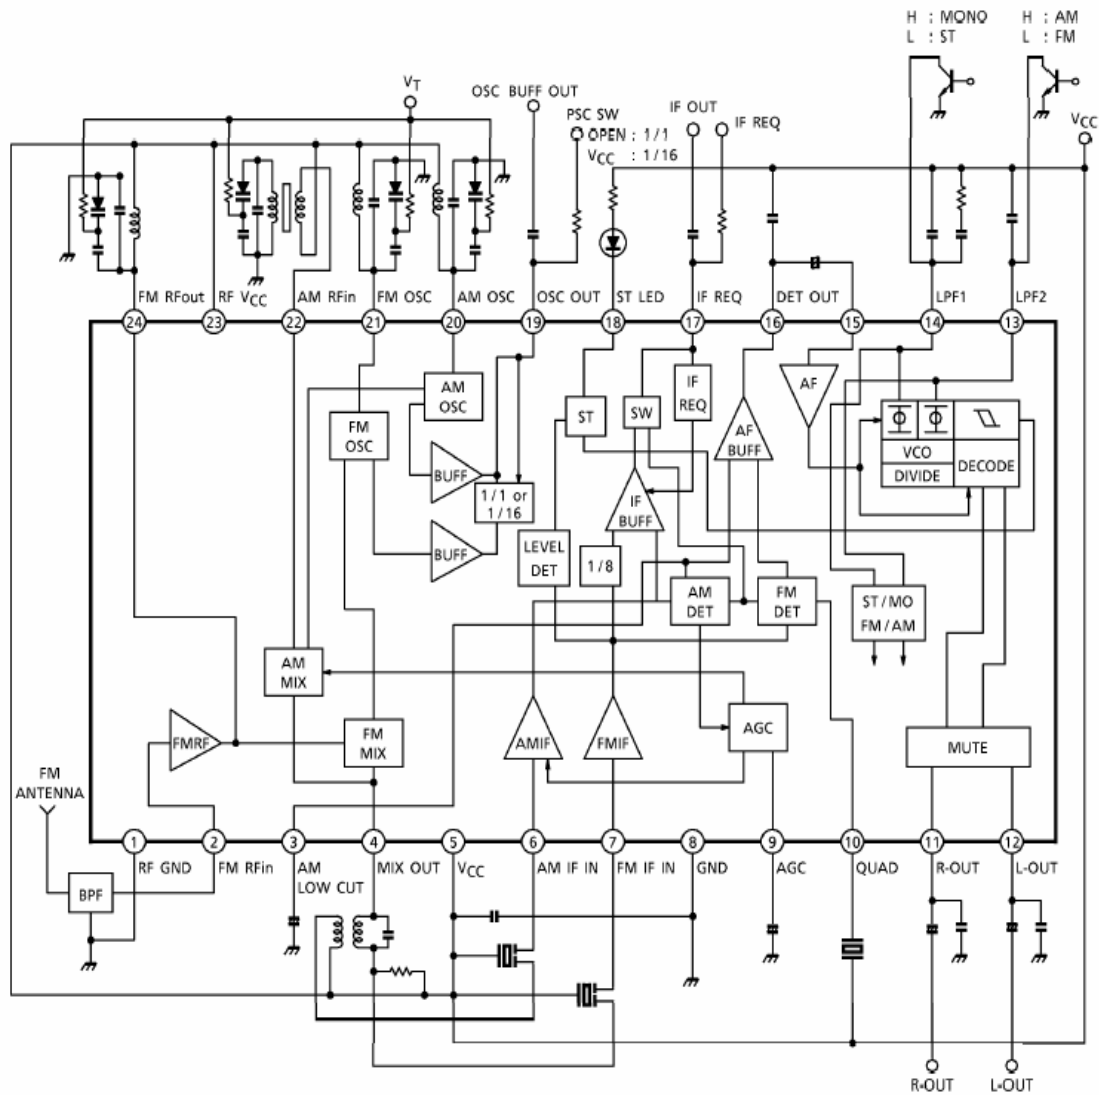 H : MONO
L : ST
H : AM
L : FM
VT
OSC BUFF OUT
PSC SW
OPEN : 1/1
VCC : 1/16
IF OUT
IF REQ
VCC
FM RFout
RF VCC
AM RFin
FM OSC
AM OSC
OSC OUT
ST LED
IF REQ
DET OUT
LPF1
LPF2
24
23
22
21
20
19
18
17
16
15
14
13
AM
OSC
FM
OSC
BUFF
BUFF
1/1 or
1/16
ST
SW
IF
REQ
AF
BUFF
AF
VCO
DIVIDE
DECODE
IF
BUFF
LEVEL
DET
1/8
AM
DET
FM
DET
ST/MO
FM/AM
AM
MIX
FM
MIX
FMRF
AMIF
FMIF
AGC
MUTE
FM
ANTENNA
BPF
1
2
3
4
5
6
7
8
9
10
11
12
RF GND
FM RFin
AM
LOW CUT
MIX OUT
VCC
AM IF IN
FM IF IN
GND
AGC
QUAD
R-OUT
L-OUT
R-OUT
L-OUT